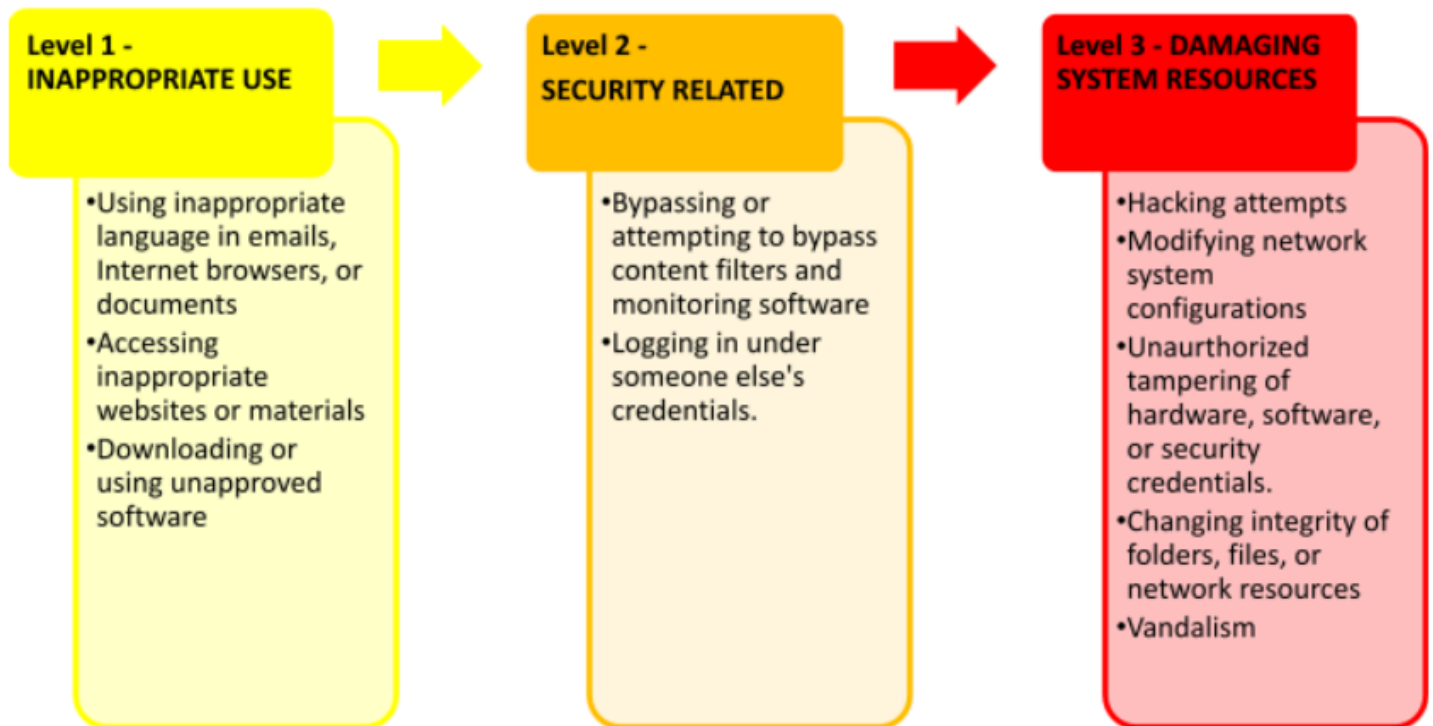 Level 1 -
INAPPROPRIATE USE
•Using inappropriate
language in emails,
Internet browsers, or
documents
•Accessing
inappropriate
websites or materials
•Downloading or
using unapproved
software
Level 2 -
SECURITY RELATED
•Bypassing or
attempting to bypass
content filters and
monitoring software
•Logging in under
someone else's
credentials.
Level 3 - DAMAGING
SYSTEM RESOURCES
•Hacking attempts
•Modifying network
system
configurations
•Unaurthorized
tampering of
hardware, software,
or security
credentials.
•Changing integrity of
folders, files, or
network resources
•Vandalism